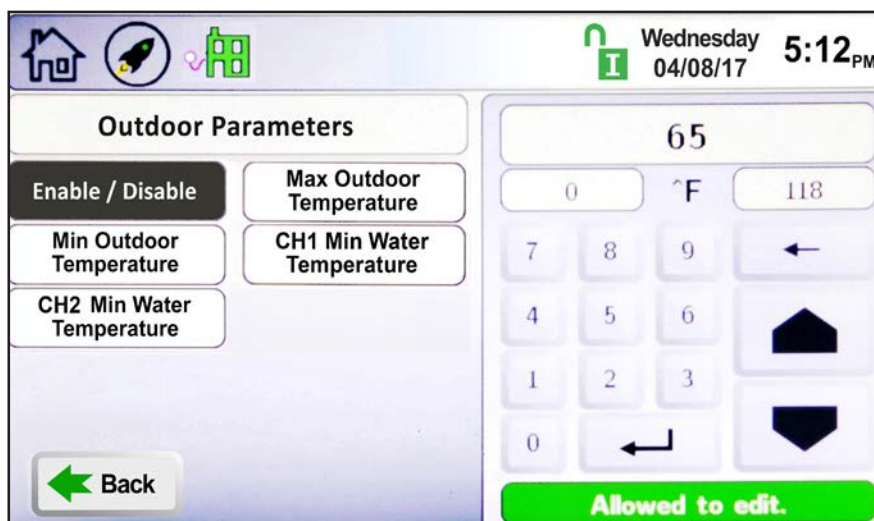 Wednesday
04/08/17
5:12PM
Outdoor Parameters
Enable / Disable
Max Outdoor
Temperature
Min Outdoor
Temperature
CH1 Min Water
Temperature
CH2 Min Water
Temperature
Back
65
0 °F 118
7 8 9
4 5 6
1 2 3
0
Allowed to edit.